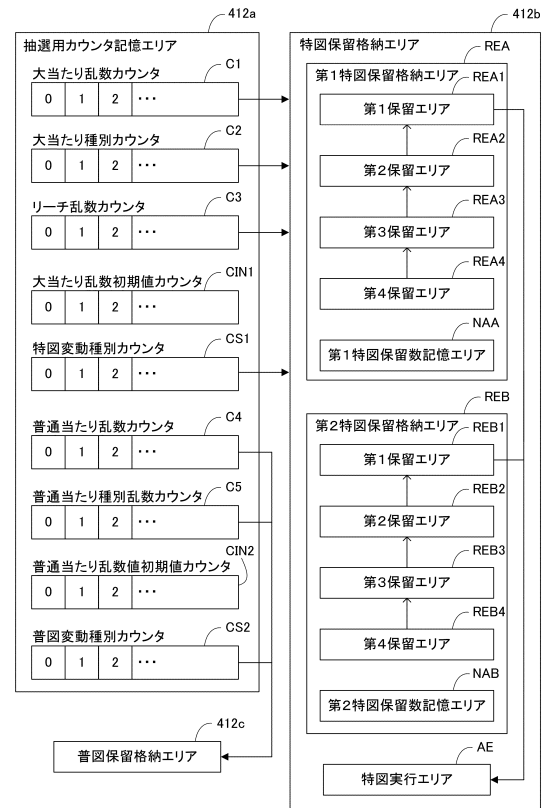 412a
抽選用カウンタ記憶エリア
大当たり乱数カウンタ
C1
0 1 2 ・・・
大当たり種別カウンタ
C2
0 1 2 ・・・
リーチ乱数カウンタ
C3
0 1 2 ・・・
大当たり乱数初期値カウンタ
CIN1
0 1 2 ・・・
特図変動種別カウンタ
CS1
0 1 2 ・・・
普通当たり乱数カウンタ
C4
0 1 2 ・・・
普通当たり種別乱数カウンタ
C5
0 1 2 ・・・
普通当たり乱数値初期値カウンタ
CIN2
0 1 2 ・・・
普図変動種別カウンタ
CS2
0 1 2 ・・・
412c
普図保留格納エリア
412b
特図保留格納エリア
REA
第1特図保留格納エリア
REA1
第1保留エリア
REA2
第2保留エリア
REA3
第3保留エリア
REA4
第4保留エリア
NAA
第1特図保留数記憶エリア
REB
第2特図保留格納エリア
REB1
第1保留エリア
REB2
第2保留エリア
REB3
第3保留エリア
REB4
第4保留エリア
NAB
第2特図保留数記憶エリア
AE
特図実行エリア